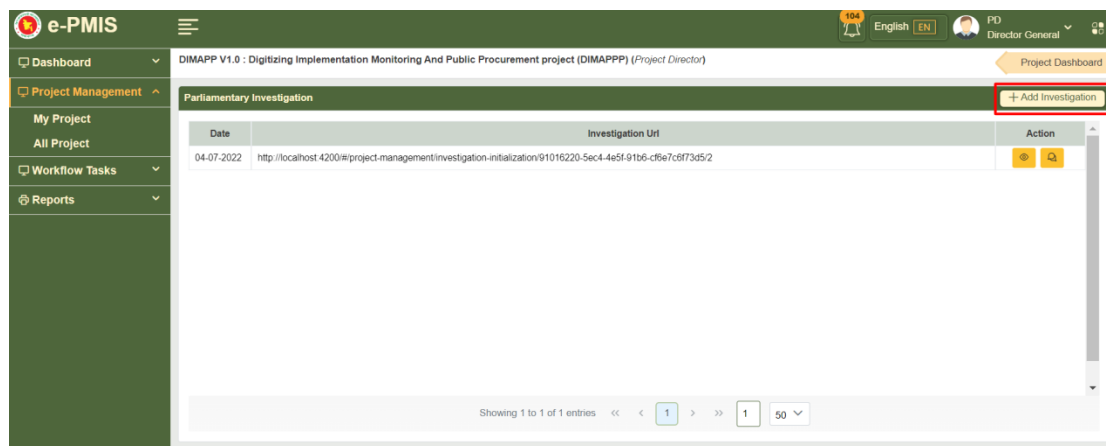 e-PMIS
104
English EN
PD
Director General
Dashboard
DIMAPP V1.0 : Digitizing Implementation Monitoring And Public Procurement project (DIMAPPP) (Project Director)
Project Dashboard
Project Management
Parliamentary Investigation
+ Add Investigation
My Project
All Project
Workflow Tasks
Reports
Date Investigation Url Action
04-07-2022 http://localhost:4200/#/project-management/investigation-initialization/91016220-5ec4-4e5f-91b6-cf6e7c6f73d5/2
Showing 1 to 1 of 1 entries << < 1 > >> 1 50